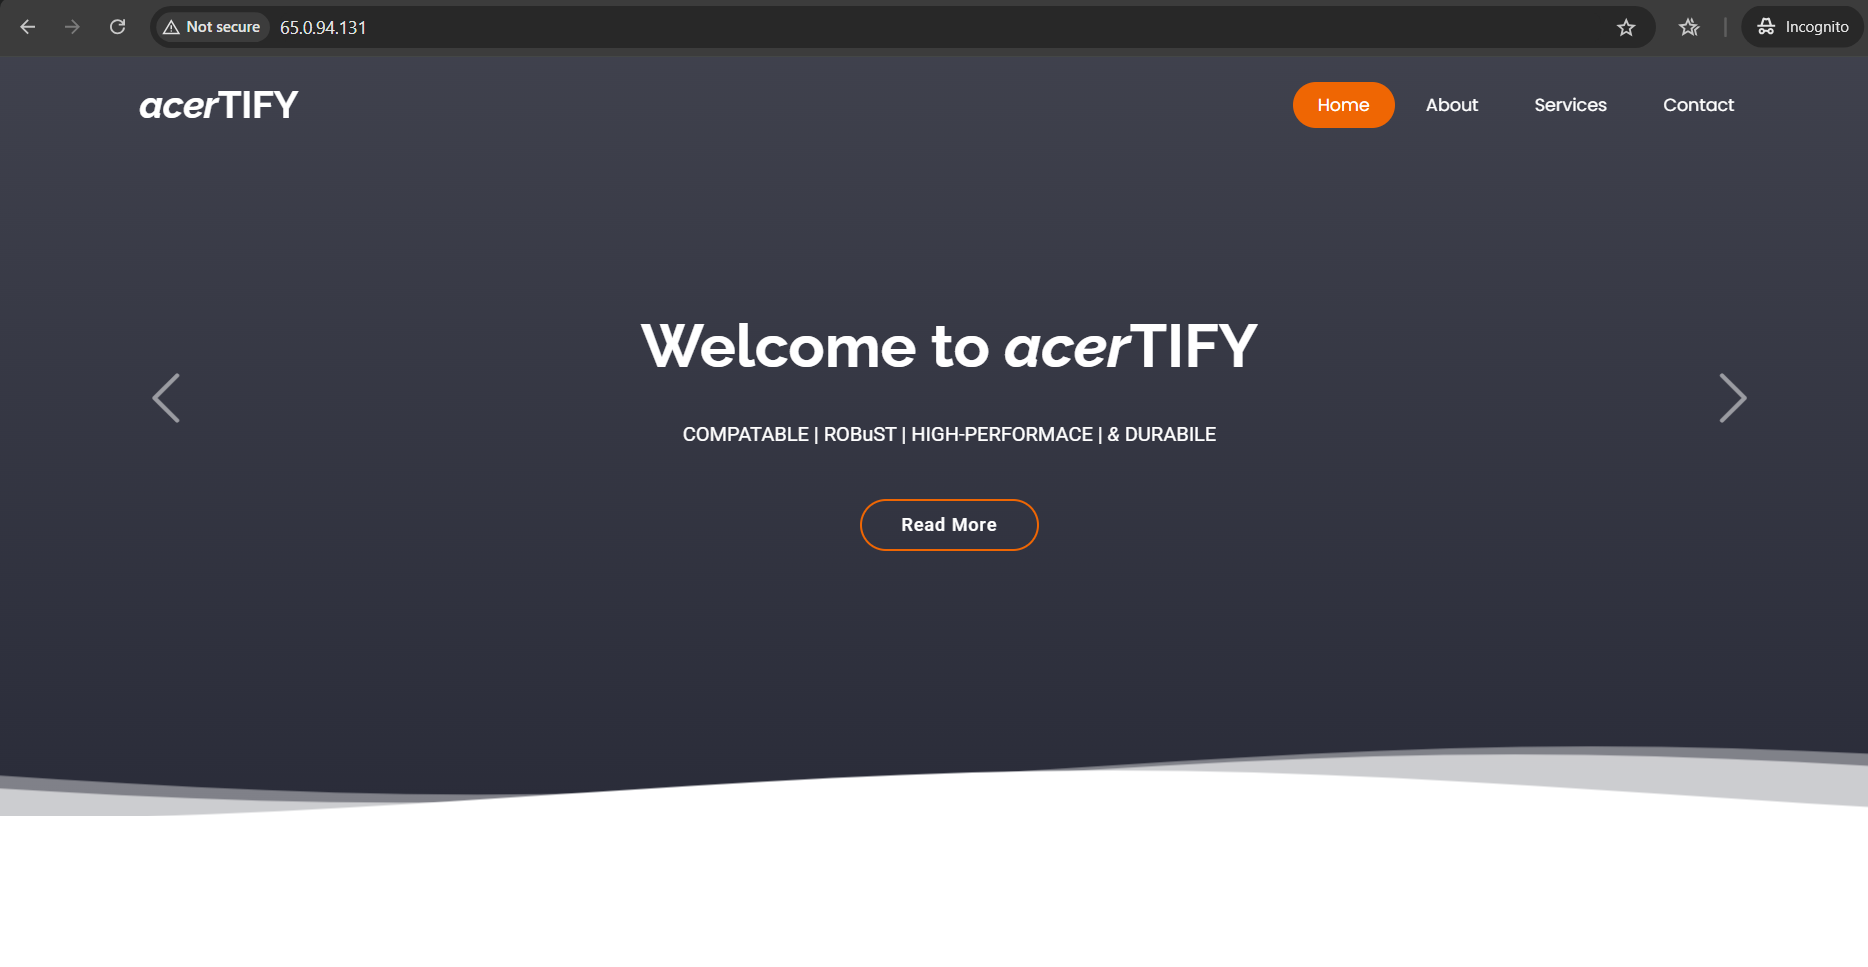 Not secure 65.0.94.131 Incognito
acerTIFY Home About Services Contact
Welcome to acerTIFY
COMPATABLE | ROBuST | HIGH-PERFORMACE | & DURABILE
Read More